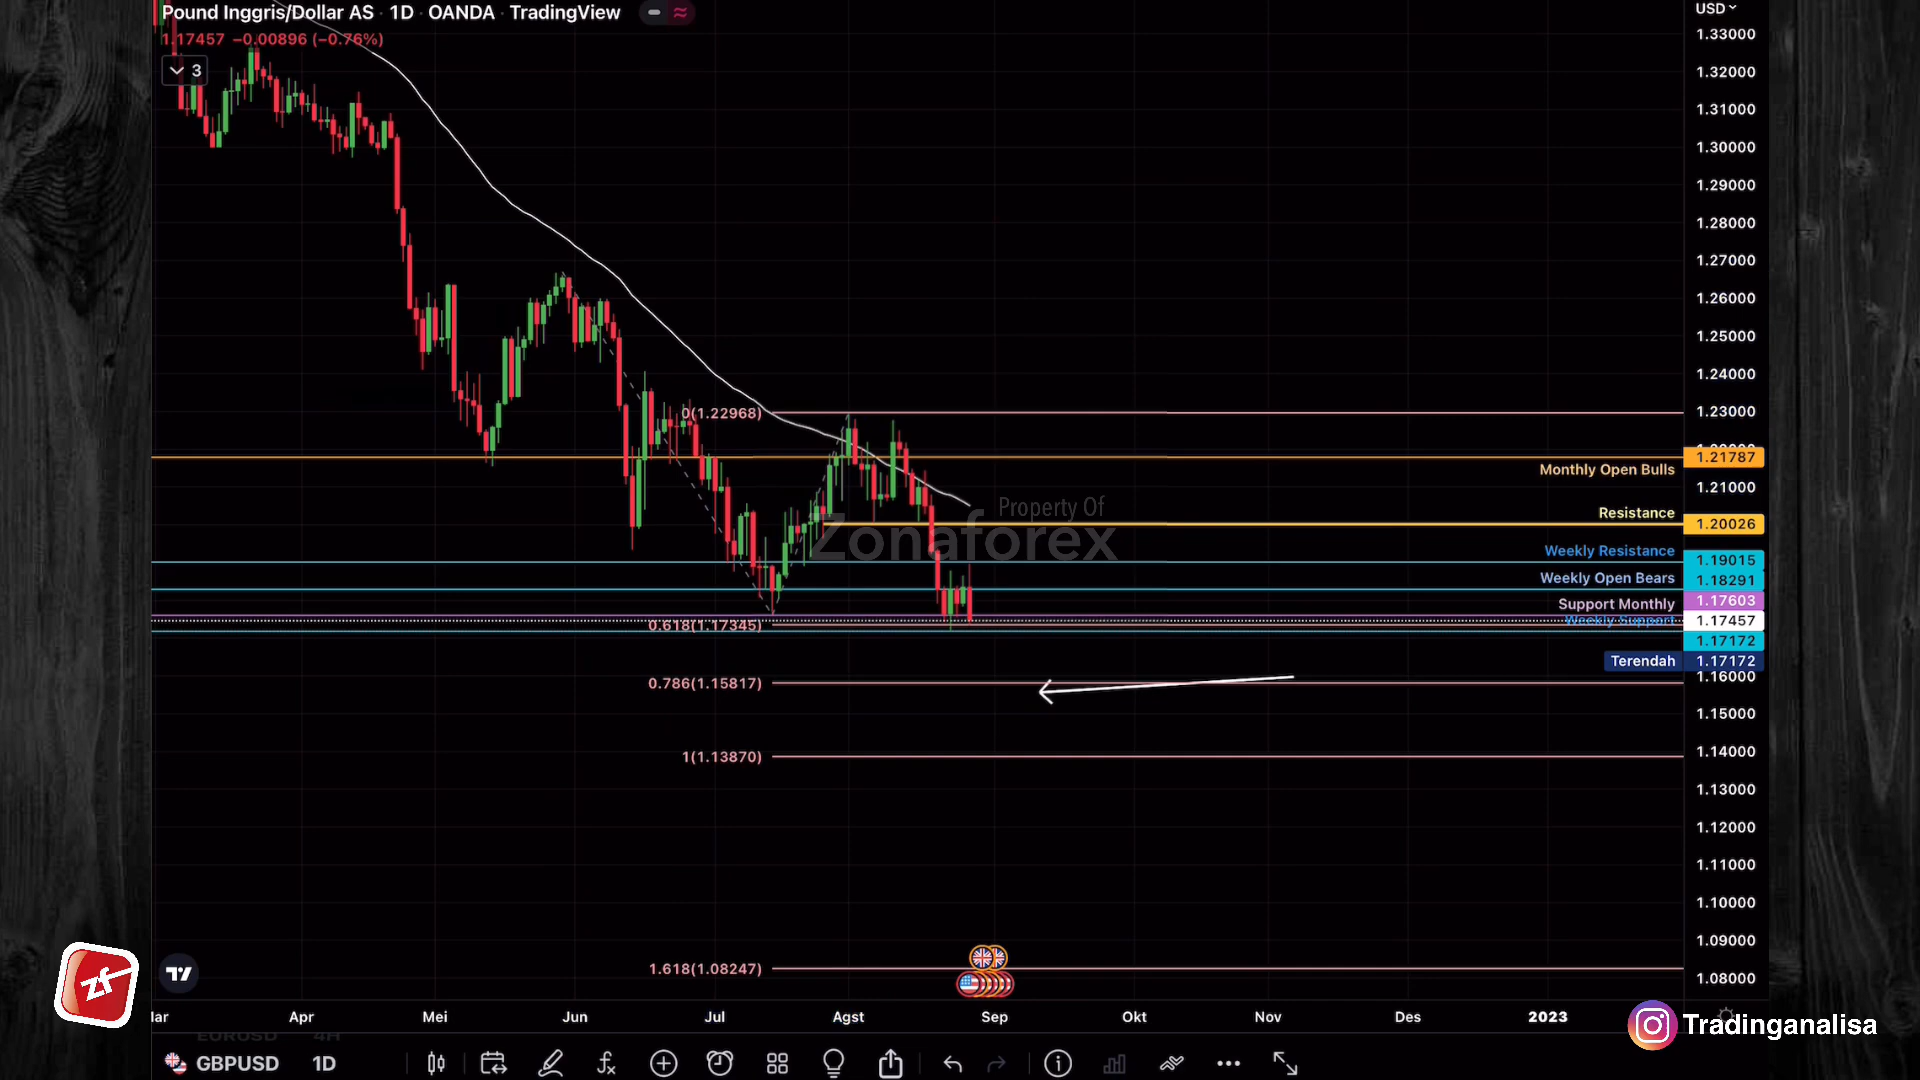 Pound Inggris/Dollar AS · 1D · OANDA · TradingView
1.17457 −0.00896 (−0.76%)
3
USD
1.33000
1.32000
1.31000
1.30000
1.29000
1.28000
1.27000
1.26000
1.25000
1.24000
1.23000
0(1.22968)
1.21787
Monthly Open Bulls
1.21000
Property Of
Zonaforex
Resistance
1.20026
Weekly Resistance
1.19015
Weekly Open Bears
1.18291
Support Monthly
1.17603
Weekly Support
1.17457
0.618(1.17345)
1.17172
Terendah
1.17172
1.16000
0.786(1.15817)
1.15000
1.14000
1(1.13870)
1.13000
1.12000
1.11000
1.10000
1.09000
1.618(1.08247)
1.08000
zf
Apr
Mei
Jun
Jul
Agst
Sep
Okt
Nov
Des
2023
Tradinganalisa
EURUSD 4H
GBPUSD 1D